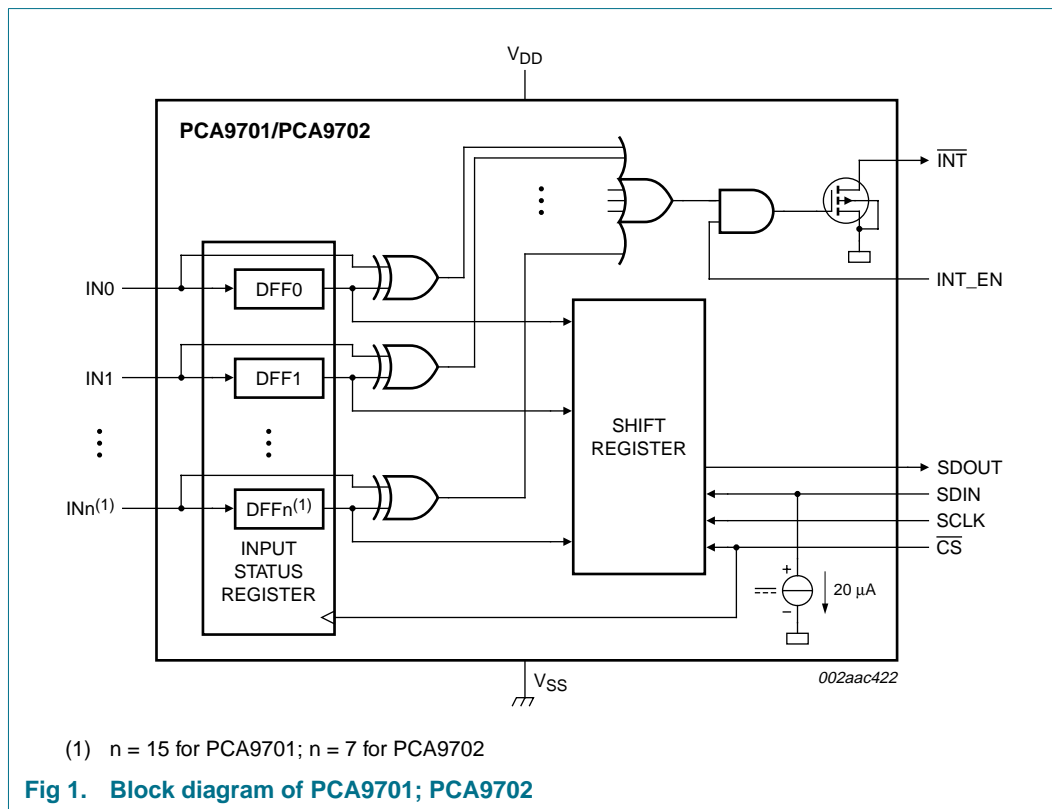 VDD
PCA9701/PCA9702
INT
INT_EN
IN0
DFF0
IN1
DFF1
INn(1)
DFFn(1)
INPUT
STATUS
REGISTER
SHIFT
REGISTER
SDOUT
SDIN
SCLK
CS
+
−
20 μA
VSS
002aac422
(1) n = 15 for PCA9701; n = 7 for PCA9702
Fig 1. Block diagram of PCA9701; PCA9702